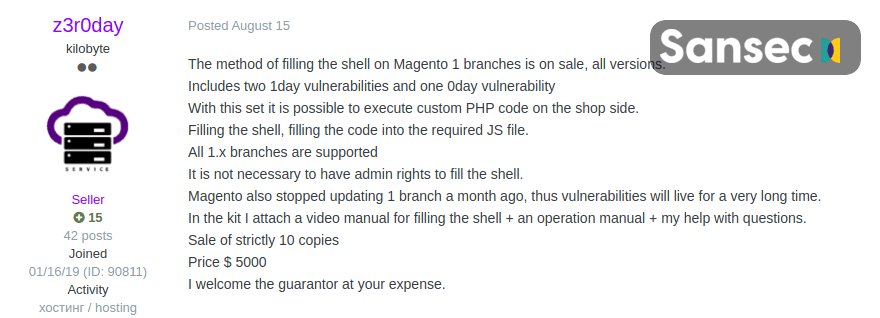 z3r0day
kilobyte
SERVICE
Seller
15
42 posts
Joined
01/16/19 (ID: 90811)
Activity
хостинг / hosting
Posted August 15
Sansec
The method of filling the shell on Magento 1 branches is on sale, all versions.
Includes two 1day vulnerabilities and one 0day vulnerability
With this set it is possible to execute custom PHP code on the shop side.
Filling the shell, filling the code into the required JS file.
All 1.x branches are supported
It is not necessary to have admin rights to fill the shell.
Magento also stopped updating 1 branch a month ago, thus vulnerabilities will live for a very long time.
In the kit I attach a video manual for filling the shell + an operation manual + my help with questions.
Sale of strictly 10 copies
Price $ 5000
I welcome the guarantor at your expense.